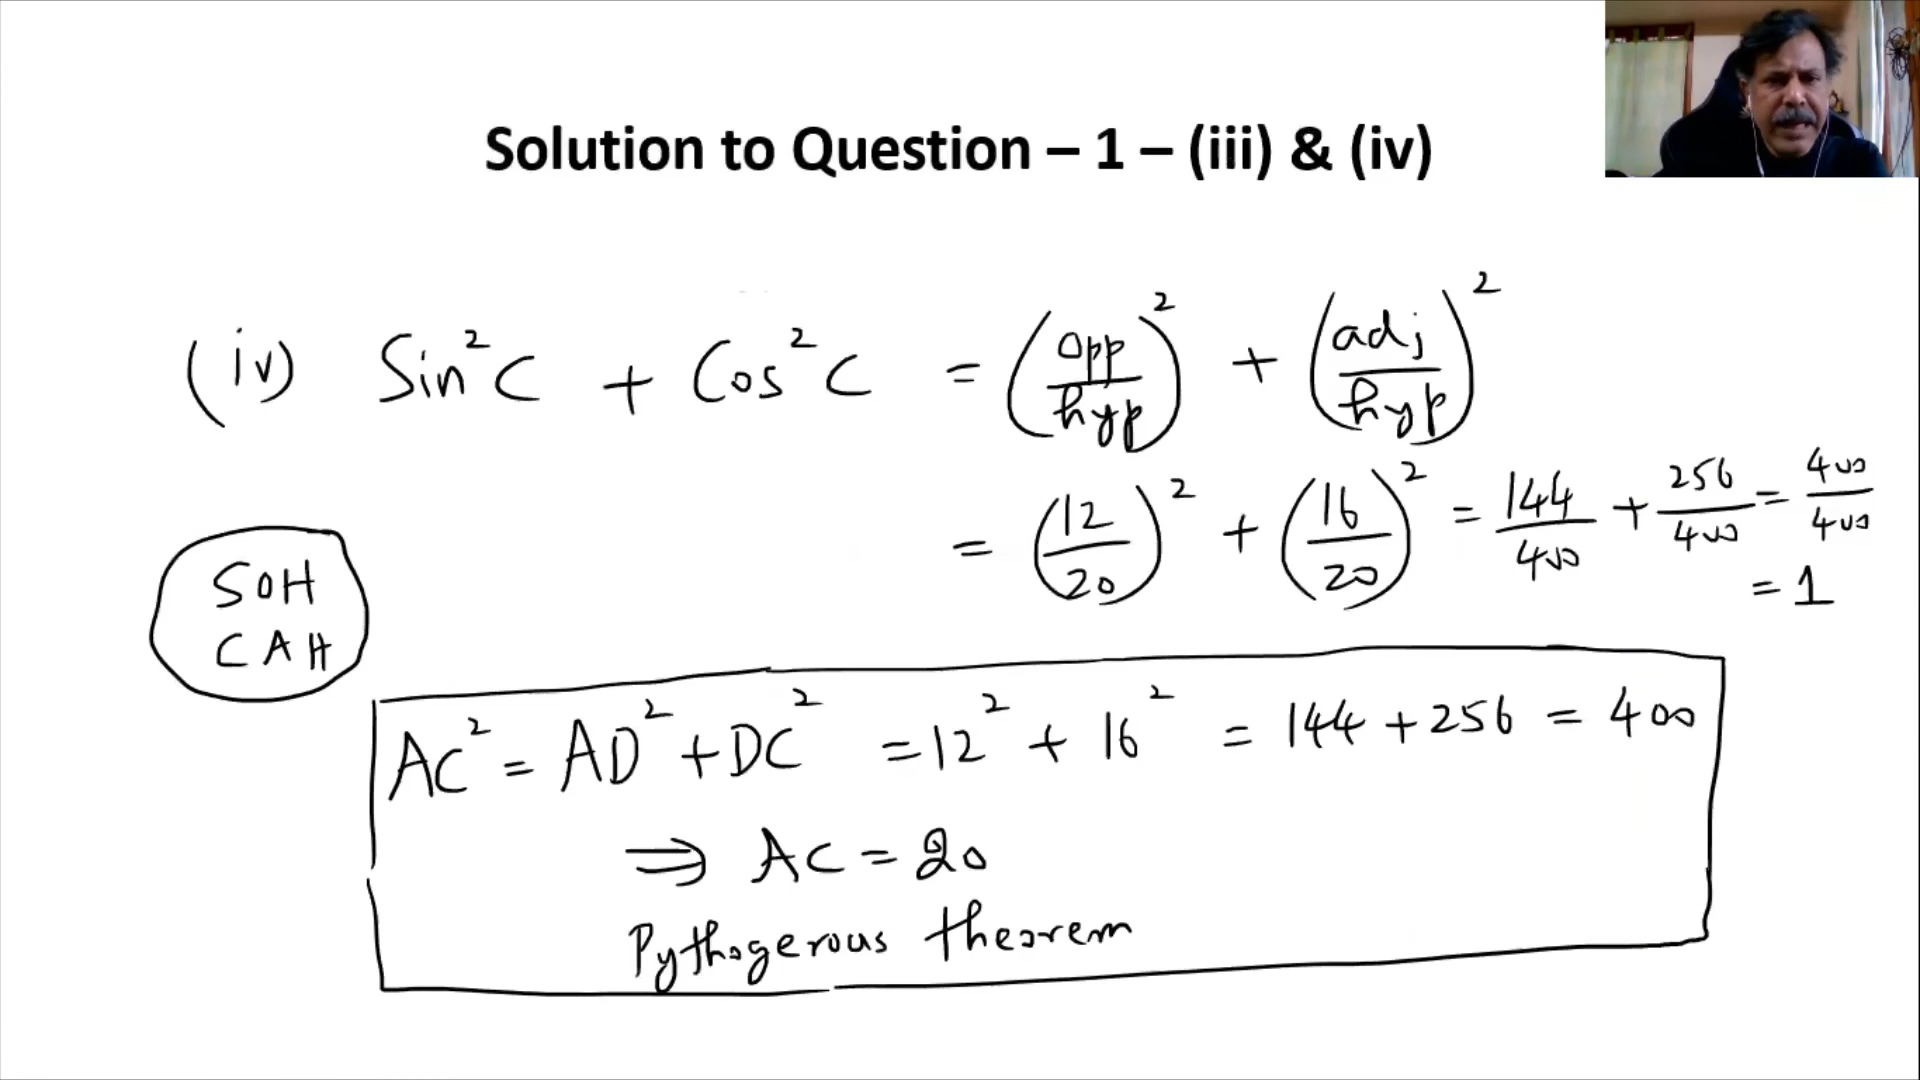 Solution to Question – 1 – (iii) & (iv)
(iv) Sin²C + Cos²C = (opp/hyp)² + (adj/hyp)²
= (12/20)² + (16/20)² = 144/400 + 256/400 = 400/400
= 1
SOH
CAH
AC² = AD² + DC² = 12² + 16² = 144 + 256 = 400
⇒ AC = 20
Pythogerous theorem